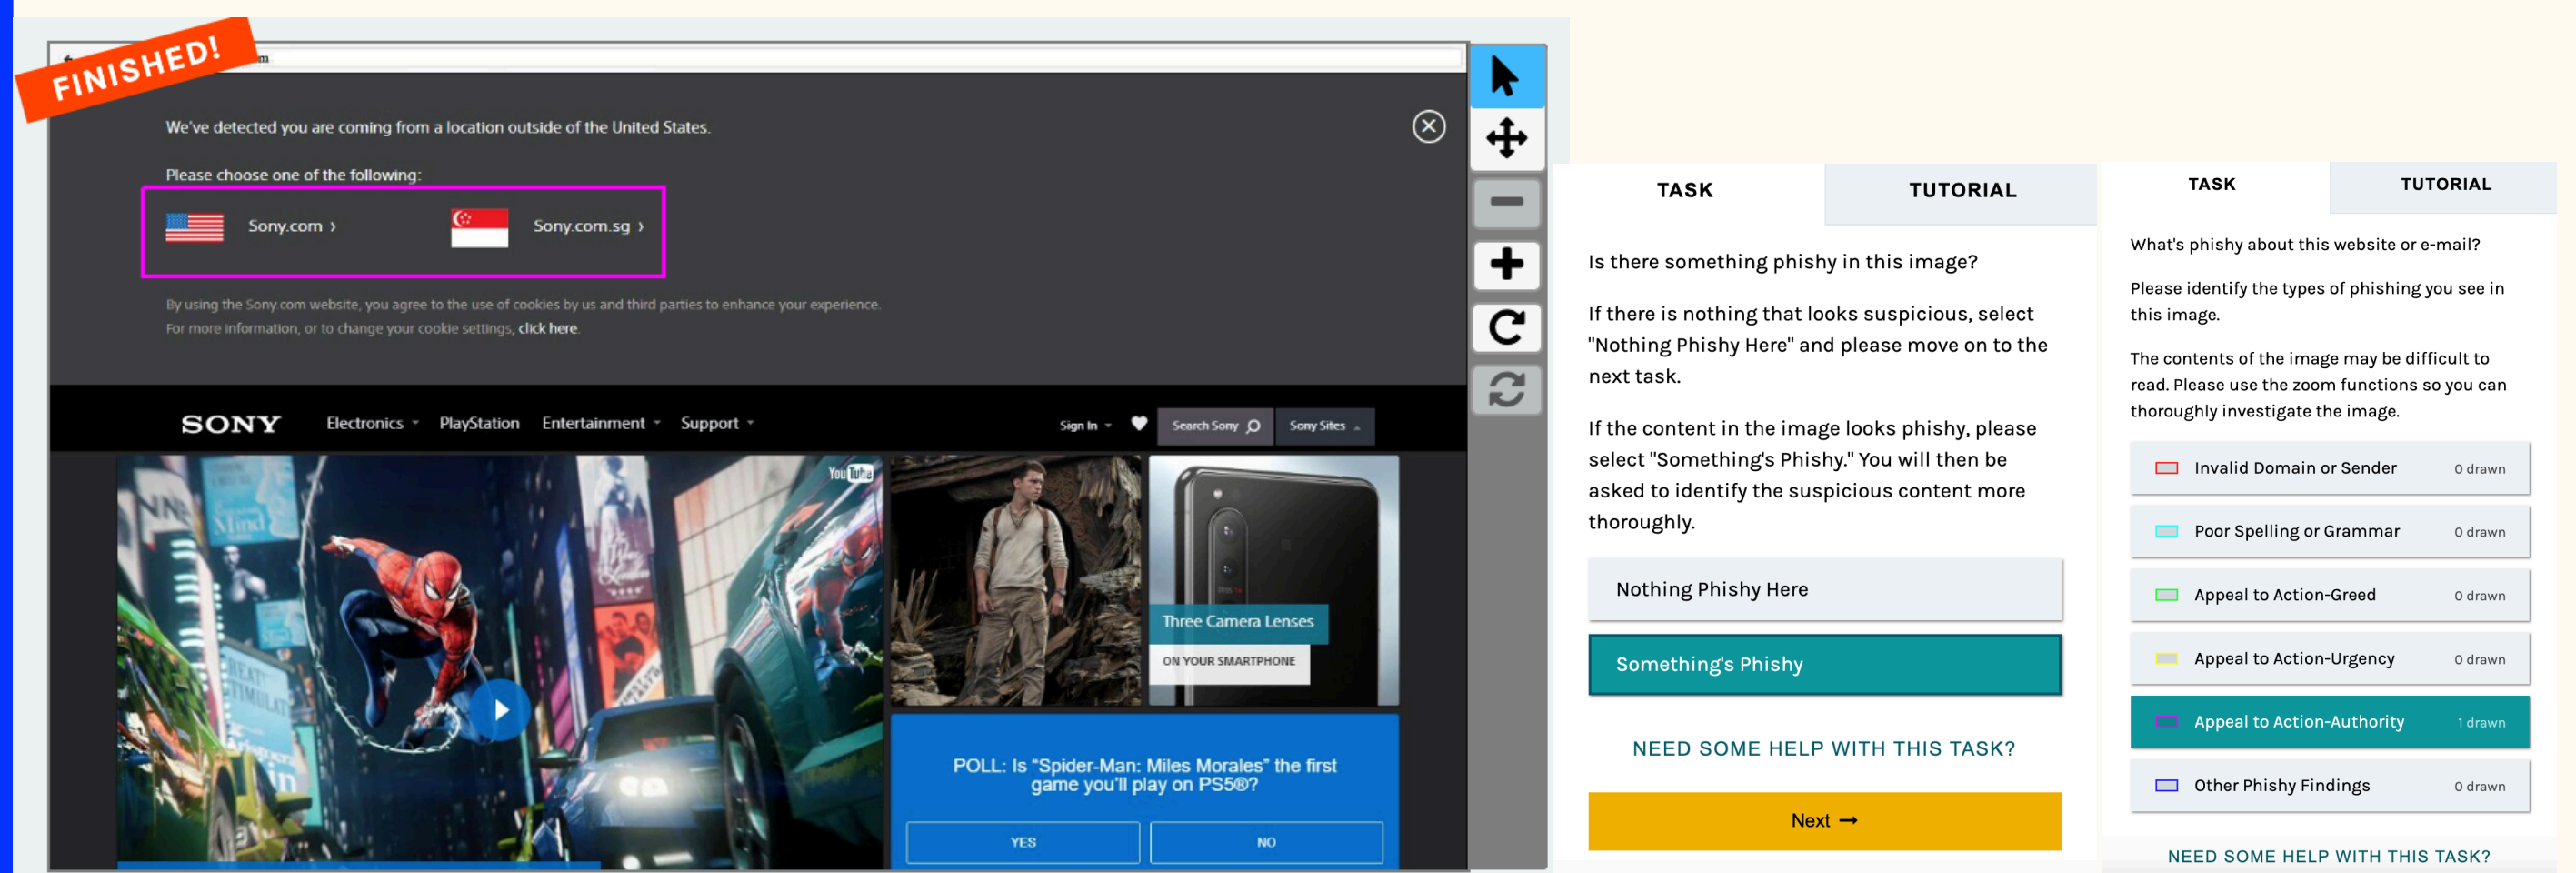 FINISHED!
m
We've detected you are coming from a location outside of the United States.
Please choose one of the following:
Sony.com ›
Sony.com.sg ›
By using the Sony.com website, you agree to the use of cookies by us and third parties to enhance your experience.
For more information, or to change your cookie settings, click here.
SONY
Electronics
PlayStation
Entertainment
Support
Sign In
Search Sony
Sony Sites
YouTube
Mind
GREAT
Three Camera Lenses
ON YOUR SMARTPHONE
POLL: Is "Spider-Man: Miles Morales" the first
game you'll play on PS5®?
YES
NO
TASK
TUTORIAL
Is there something phishy in this image?
If there is nothing that looks suspicious, select
"Nothing Phishy Here" and please move on to the
next task.
If the content in the image looks phishy, please
select "Something's Phishy." You will then be
asked to identify the suspicious content more
thoroughly.
Nothing Phishy Here
Something's Phishy
NEED SOME HELP WITH THIS TASK?
Next →
TASK
TUTORIAL
What's phishy about this website or e-mail?
Please identify the types of phishing you see in
this image.
The contents of the image may be difficult to
read. Please use the zoom functions so you can
thoroughly investigate the image.
Invalid Domain or Sender 0 drawn
Poor Spelling or Grammar 0 drawn
Appeal to Action-Greed 0 drawn
Appeal to Action-Urgency 0 drawn
Appeal to Action-Authority 1 drawn
Other Phishy Findings 0 drawn
NEED SOME HELP WITH THIS TASK?